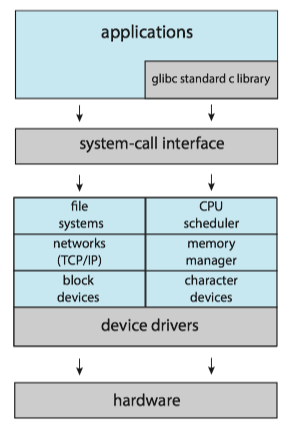 applications
glibc standard c library
system-call interface
file
systems
CPU
scheduler
networks
(TCP/IP)
memory
manager
block
devices
character
devices
device drivers
hardware